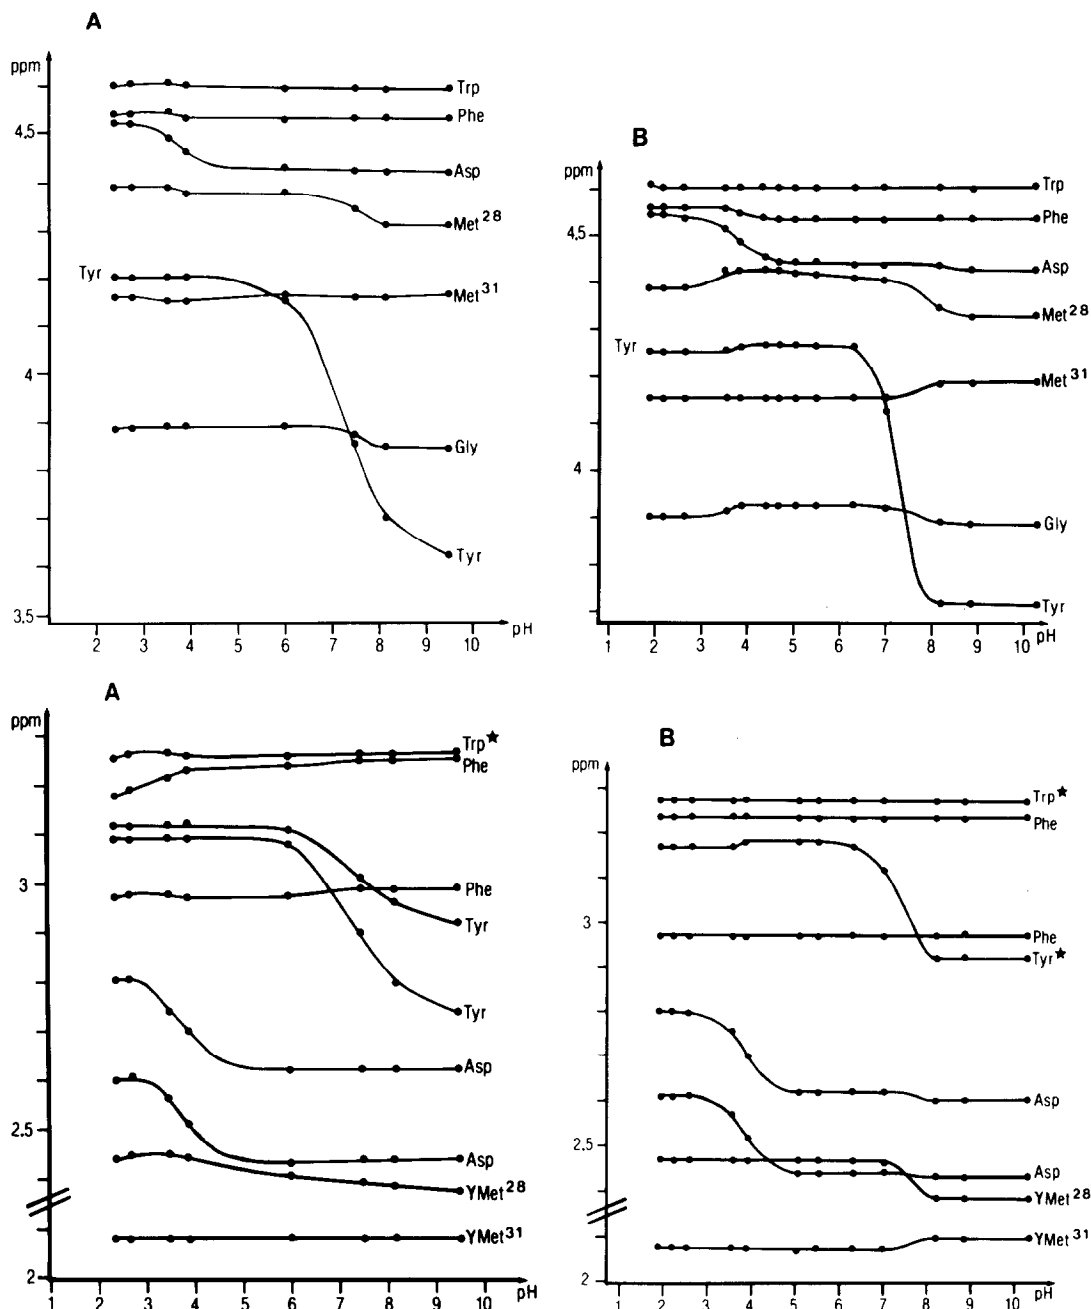 A
ppm
Trp
Phe
4,5
Asp
Met28
Tyr
Met31
4
Gly
Tyr
3.5
2 3 4 5 6 7 8 9 10 pH
B
ppm
Trp
Phe
4,5
Asp
Met28
Tyr
Met31
4
Gly
Tyr
1 2 3 4 5 6 7 8 9 10 pH
A
ppm
Trp★
Phe
3
Phe
Tyr
Tyr
Asp
2.5
Asp
YMet28
YMet31
2
1 2 3 4 5 6 7 8 9 10 pH
B
ppm
Trp★
Phe
3
Phe
Tyr★
Asp
2.5
Asp
YMet28
YMet31
2
1 2 3 4 5 6 7 8 9 10 pH